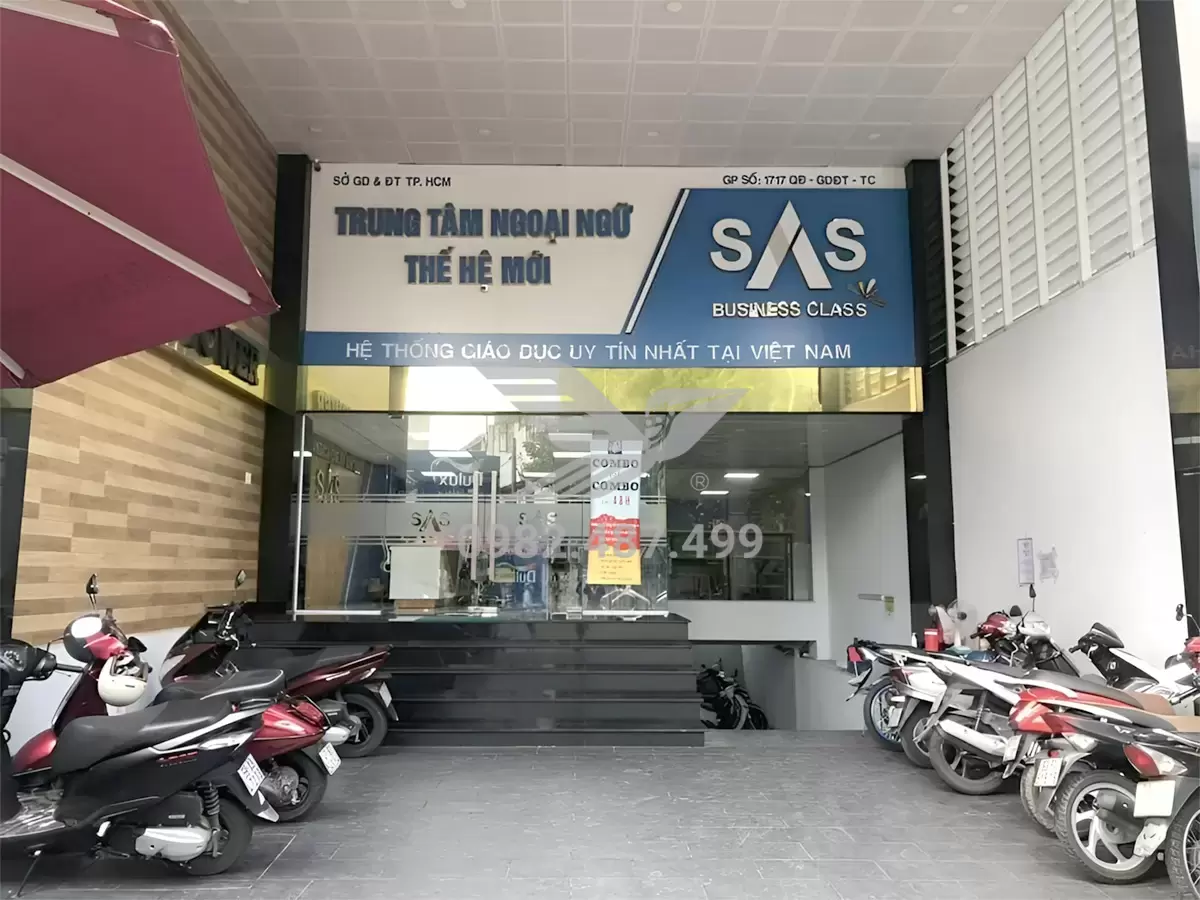 SỞ GD & ĐT TP. HCM
GP SỐ: 1717 QĐ - GDĐT - TC
TRUNG TÂM NGOẠI NGỮ
THẾ HỆ MỚI
SAS
BUSINESS CLASS
HỆ THỐNG GIÁO DỤC UY TÍN NHẤT TẠI VIỆT NAM
COMBO
COMBO
SAS
SAS
SAS
®
0982.487.499